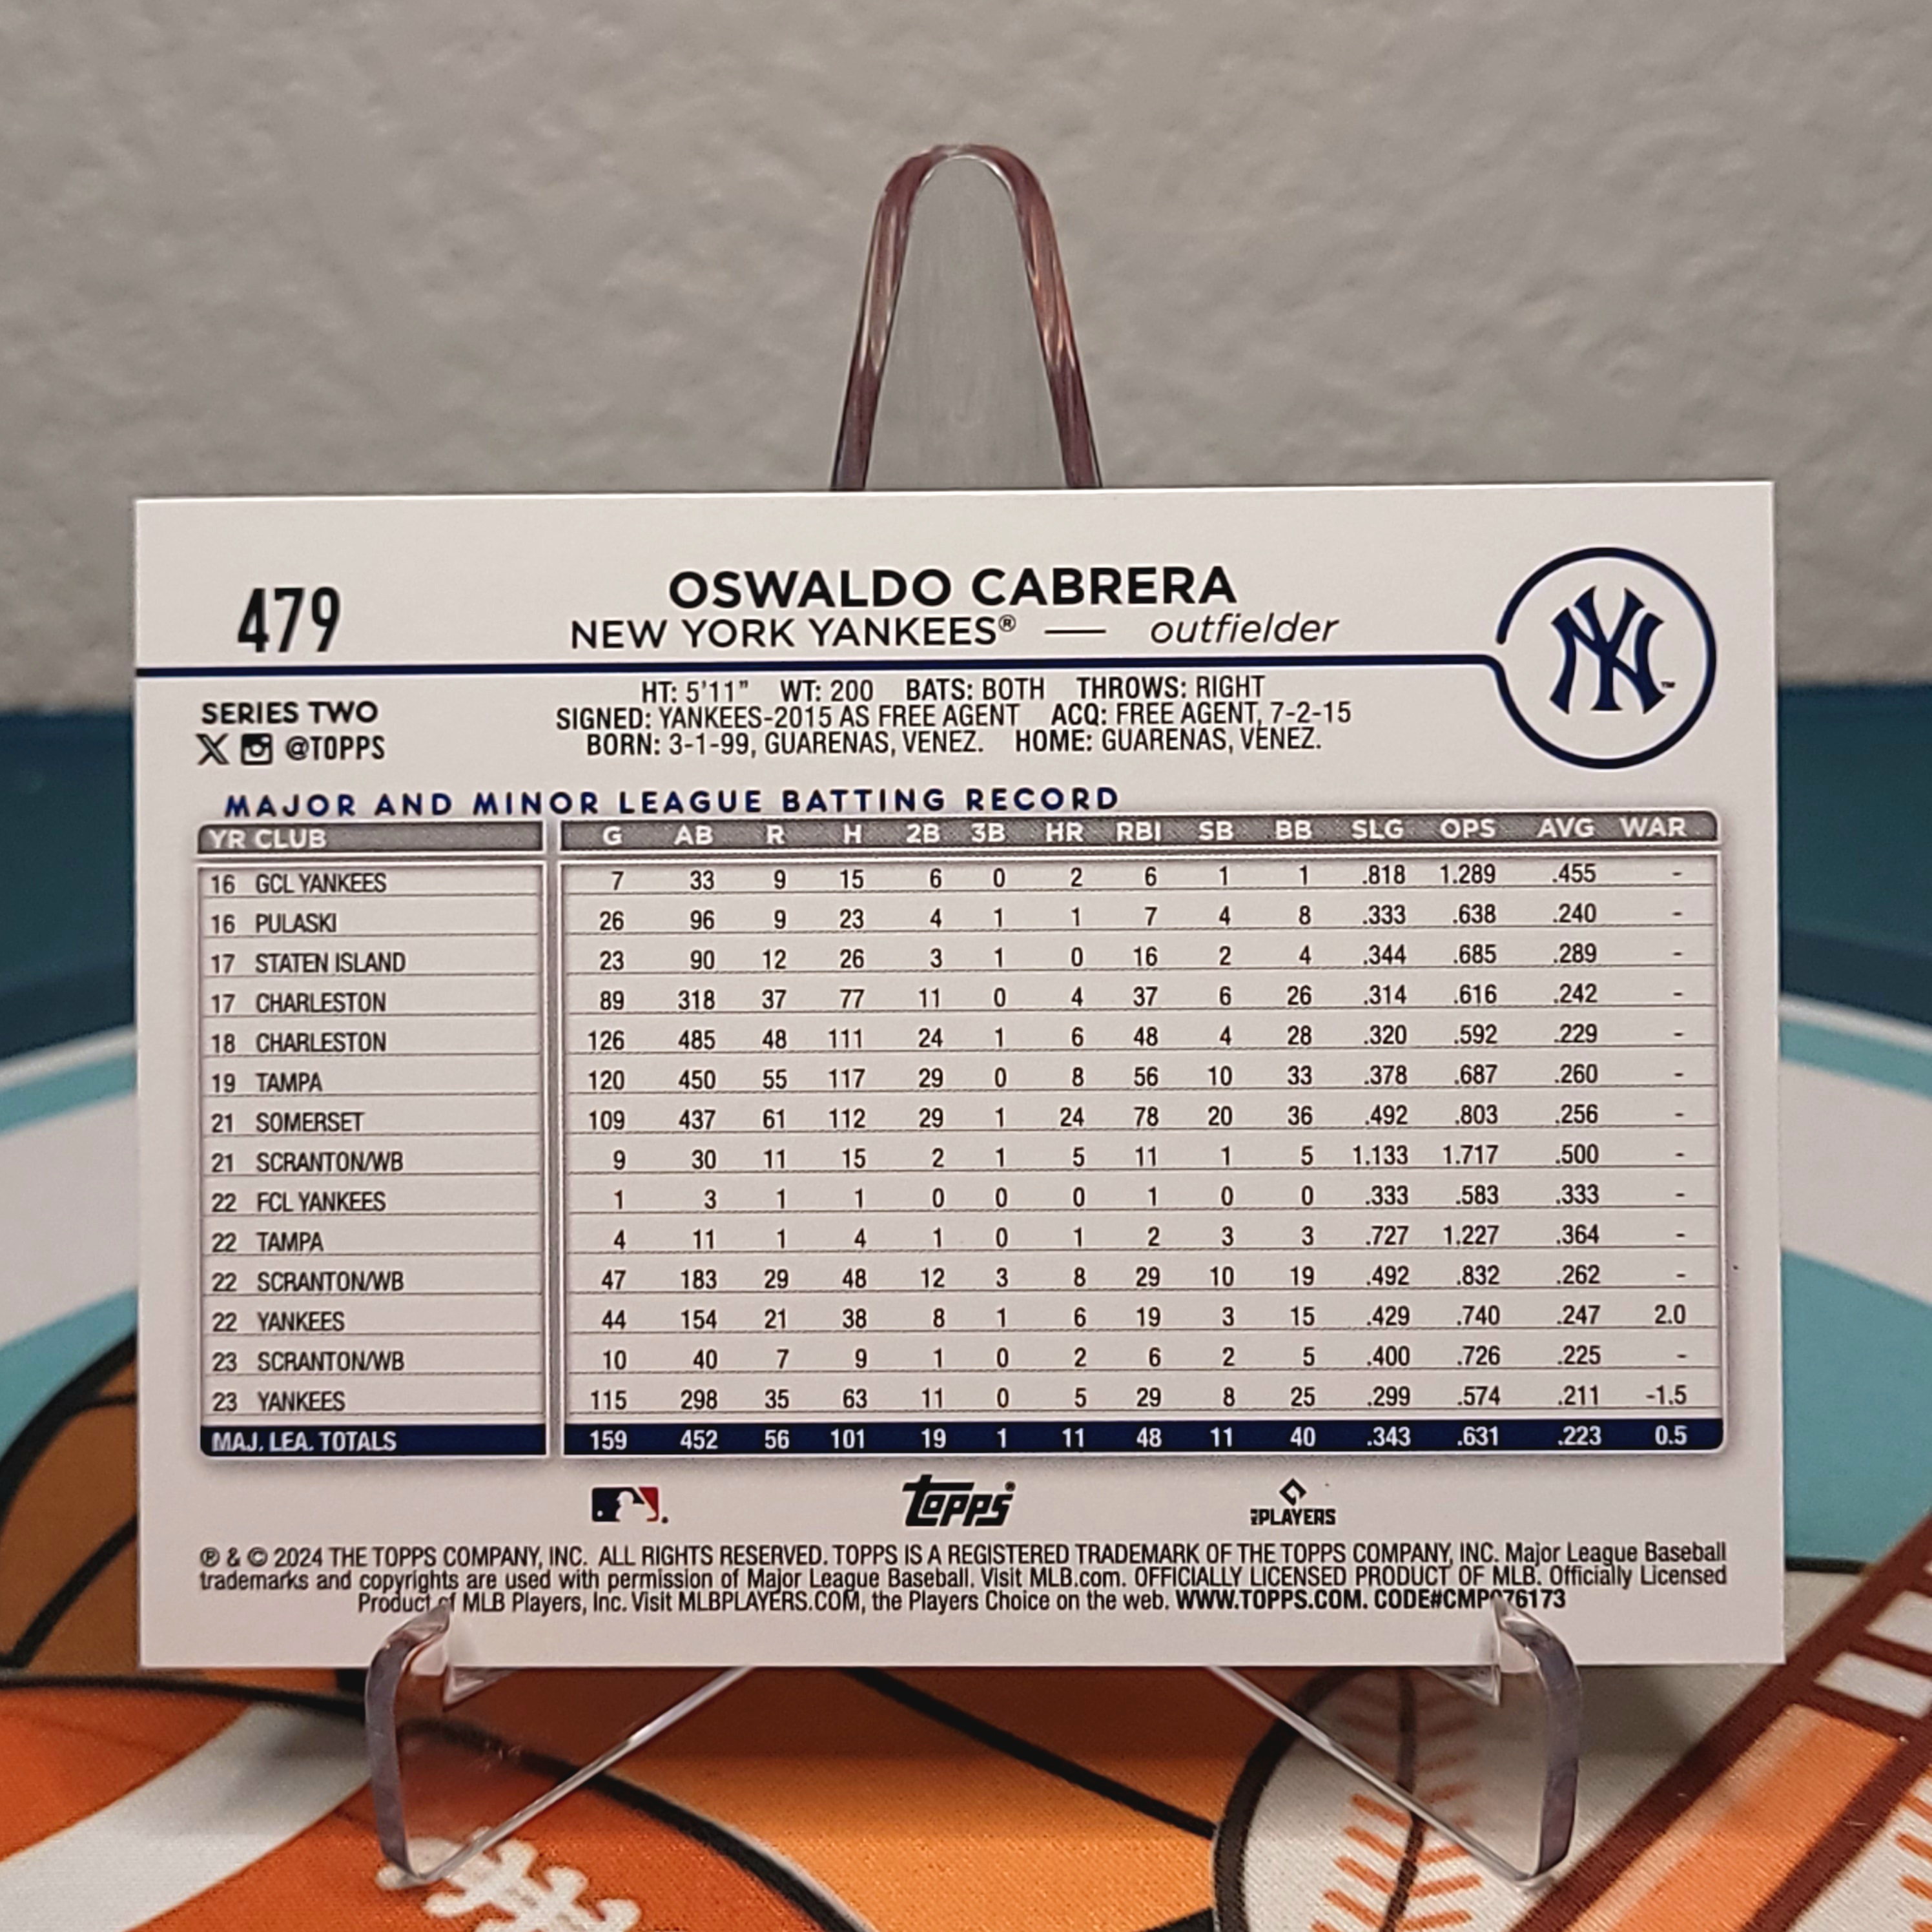 479
OSWALDO CABRERA
NEW YORK YANKEES® — outfielder
NY™
SERIES TWO
X @TOPPS
HT: 5'11" WT: 200 BATS: BOTH THROWS: RIGHT
SIGNED: YANKEES-2015 AS FREE AGENT ACQ: FREE AGENT, 7-2-15
BORN: 3-1-99, GUARENAS, VENEZ. HOME: GUARENAS, VENEZ.
MAJOR AND MINOR LEAGUE BATTING RECORD
YR CLUB G AB R H 2B 3B HR RBI SB BB SLG OPS AVG WAR
16 GCL YANKEES 7 33 9 15 6 0 2 6 1 1 .818 1.289 .455 -
16 PULASKI 26 96 9 23 4 1 1 7 4 8 .333 .638 .240 -
17 STATEN ISLAND 23 90 12 26 3 1 0 16 2 4 .344 .685 .289 -
17 CHARLESTON 89 318 37 77 11 0 4 37 6 26 .314 .616 .242 -
18 CHARLESTON 126 485 48 111 24 1 6 48 4 28 .320 .592 .229 -
19 TAMPA 120 450 55 117 29 0 8 56 10 33 .378 .687 .260 -
21 SOMERSET 109 437 61 112 29 1 24 78 20 36 .492 .803 .256 -
21 SCRANTON/WB 9 30 11 15 2 1 5 11 1 5 1.133 1.717 .500 -
22 FCL YANKEES 1 3 1 1 0 0 0 1 0 0 .333 .583 .333 -
22 TAMPA 4 11 1 4 1 0 1 2 3 3 .727 1.227 .364 -
22 SCRANTON/WB 47 183 29 48 12 3 8 29 10 19 .492 .832 .262 -
22 YANKEES 44 154 21 38 8 1 6 19 3 15 .429 .740 .247 2.0
23 SCRANTON/WB 10 40 7 9 1 0 2 6 2 5 .400 .726 .225 -
23 YANKEES 115 298 35 63 11 0 5 29 8 25 .299 .574 .211 -1.5
MAJ. LEA. TOTALS 159 452 56 101 19 1 11 48 11 40 .343 .631 .223 0.5
Topps® MLB PLAYERS
℗ & © 2024 THE TOPPS COMPANY, INC. ALL RIGHTS RESERVED. TOPPS IS A REGISTERED TRADEMARK OF THE TOPPS COMPANY, INC. Major League Baseball
trademarks and copyrights are used with permission of Major League Baseball. Visit MLB.com. OFFICIALLY LICENSED PRODUCT OF MLB. Officially Licensed
Product of MLB Players, Inc. Visit MLBPLAYERS.COM, the Players Choice on the web. WWW.TOPPS.COM. CODE#CMP076173